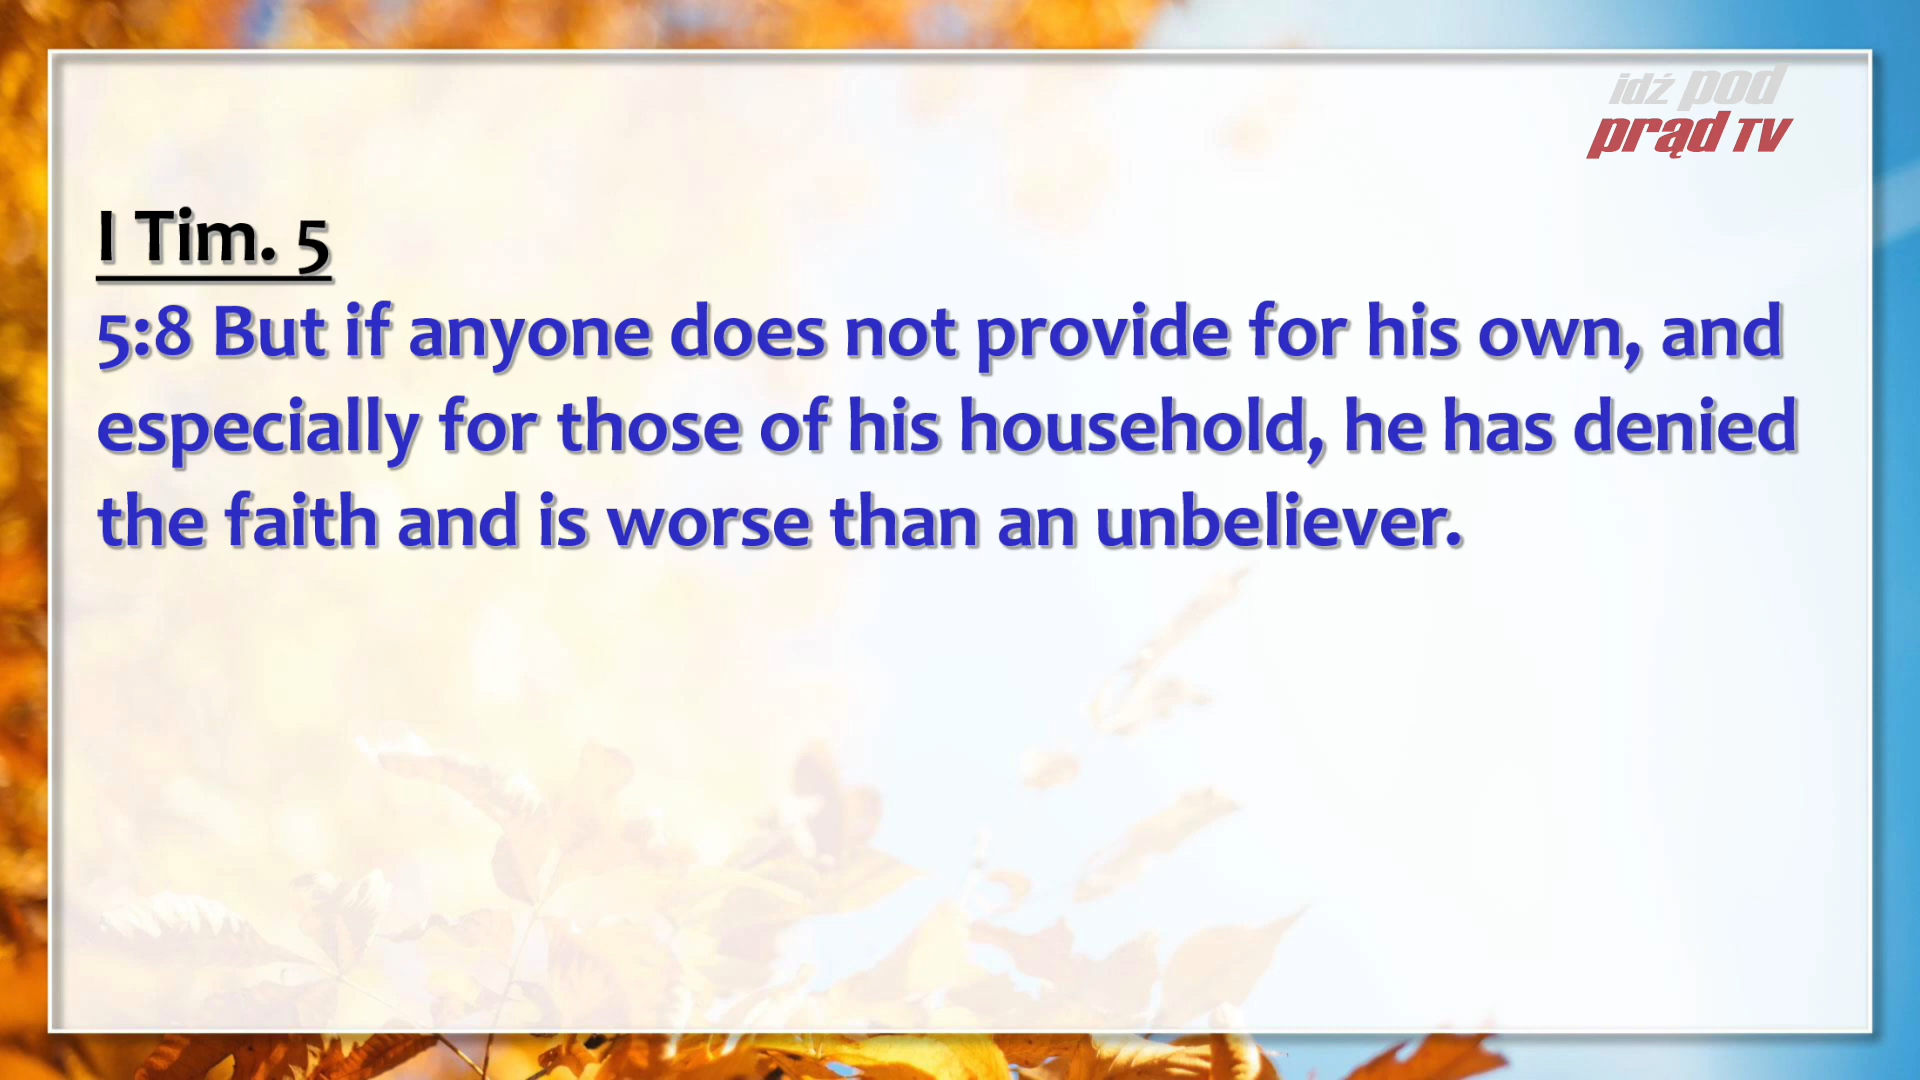 idź pod
prąd TV
I Tim. 5
5:8 But if anyone does not provide for his own, and
especially for those of his household, he has denied
the faith and is worse than an unbeliever.